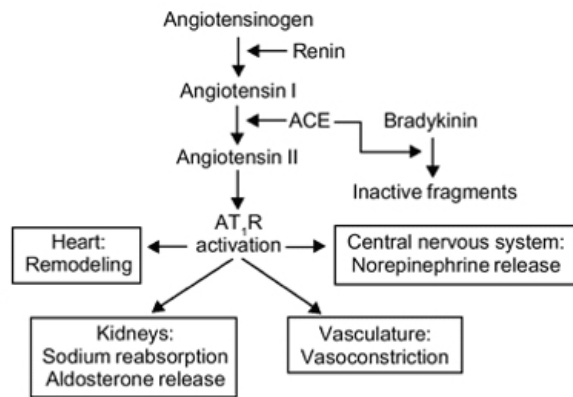 Angiotensinogen
Renin
Angiotensin I
ACE
Bradykinin
Angiotensin II
Inactive fragments
AT₁R
activation
Heart:
Remodeling
Central nervous system:
Norepinephrine release
Kidneys:
Sodium reabsorption
Aldosterone release
Vasculature:
Vasoconstriction